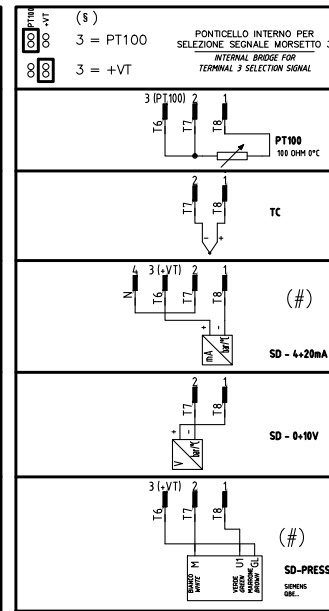 PT100 +VT
(§)
3 = PT100
3 = +VT
PONTICELLO INTERNO PER
SELEZIONE SEGNALE MORSETTO 3
INTERNAL BRIDGE FOR
TERMINAL 3 SELECTION SIGNAL
3 (PT100) 2 1
T6 T7 T8
PT100
100 OHM 0°C
2 1
T7 T8
- +
TC
4 3 (+VT) 2 1
N T6 T7 T8
(#)
+ -
mA bar/°C
SD - 4÷20mA
2 1
T7 T8
+ -
V bar/°C
SD - 0÷10V
3 (+VT) 2 1
T6 T7 T8
(#)
M U1 GL
BIANCO
WHITE
VERDE
GREEN
MARRONE
BROWN
SD-PRESS
SIEMENS
QBE..